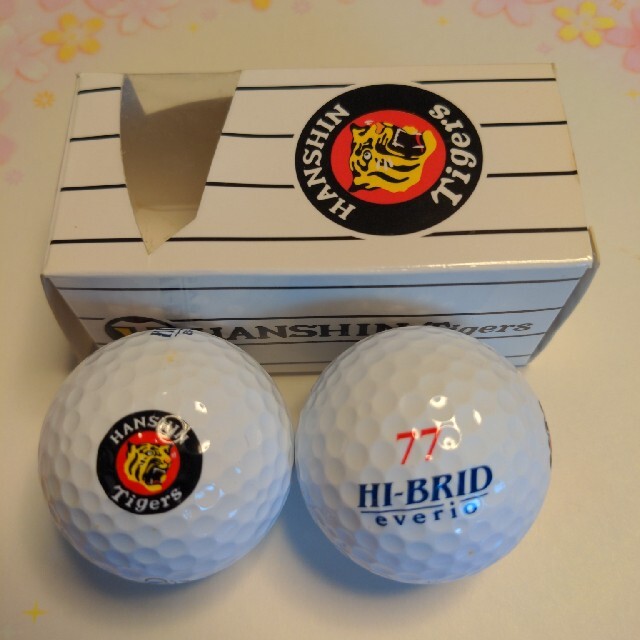 HANSHIN
Tigers
HANSHIN Tigers
HANSHIN
Tigers
77
HI-BRID
everio